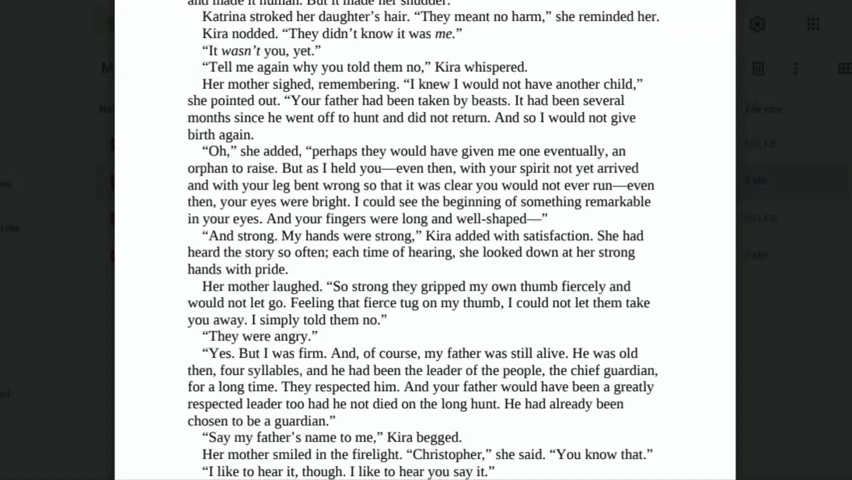 and made it human. But it made her shudder.
Katrina stroked her daughter’s hair. “They meant no harm,” she reminded her.
Kira nodded. “They didn’t know it was me.”
“It wasn’t you, yet.”
“Tell me again why you told them no,” Kira whispered.
Her mother sighed, remembering. “I knew I would not have another child,”
she pointed out. “Your father had been taken by beasts. It had been several
months since he went off to hunt and did not return. And so I would not give
birth again.
“Oh,” she added, “perhaps they would have given me one eventually, an
orphan to raise. But as I held you—even then, with your spirit not yet arrived
and with your leg bent wrong so that it was clear you would not ever run—even
then, your eyes were bright. I could see the beginning of something remarkable
in your eyes. And your fingers were long and well-shaped—”
“And strong. My hands were strong,” Kira added with satisfaction. She had
heard the story so often; each time of hearing, she looked down at her strong
hands with pride.
Her mother laughed. “So strong they gripped my own thumb fiercely and
would not let go. Feeling that fierce tug on my thumb, I could not let them take
you away. I simply told them no.”
“They were angry.”
“Yes. But I was firm. And, of course, my father was still alive. He was old
then, four syllables, and he had been the leader of the people, the chief guardian,
for a long time. They respected him. And your father would have been a greatly
respected leader too had he not died on the long hunt. He had already been
chosen to be a guardian.”
“Say my father’s name to me,” Kira begged.
Her mother smiled in the firelight. “Christopher,” she said. “You know that.”
“I like to hear it, though. I like to hear you say it.”
File size